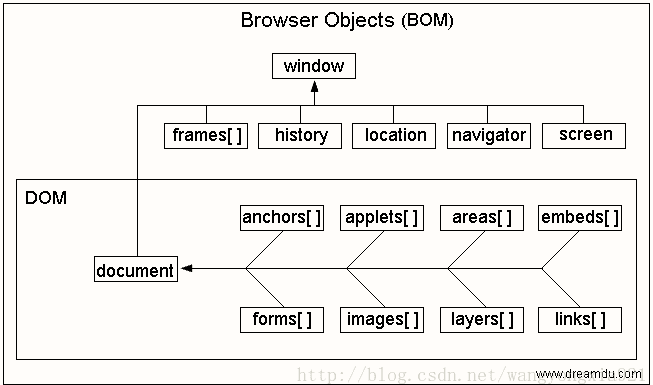 Browser Objects (BOM)
window
frames[ ] history location navigator screen
DOM
anchors[ ] applets[ ] areas[ ] embeds[ ]
document
forms[ ] images[ ] layers[ ] links[ ]
www.dreamdu.com